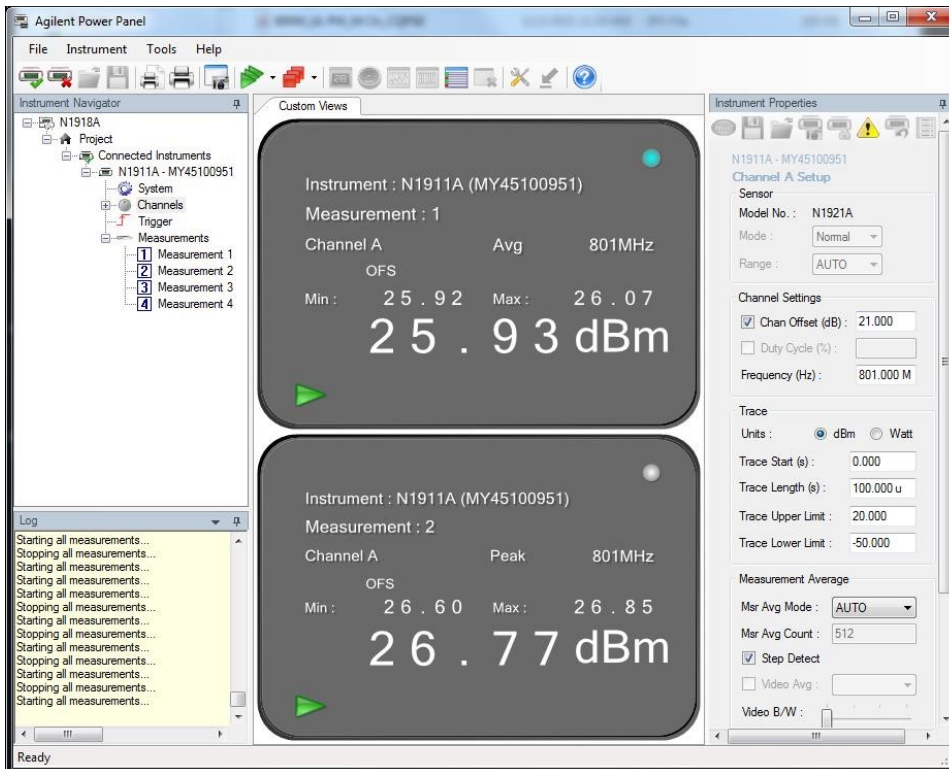 Agilent Power Panel
File Instrument Tools Help
Instrument Navigator
N1918A
Project
Connected Instruments
N1911A - MY45100951
System
Channels
Trigger
Measurements
1 Measurement 1
2 Measurement 2
3 Measurement 3
4 Measurement 4
Log
Starting all measurements...
Stopping all measurements...
Starting all measurements...
Starting all measurements...
Starting all measurements...
Stopping all measurements...
Starting all measurements...
Stopping all measurements...
Starting all measurements...
Stopping all measurements...
Starting all measurements...
Stopping all measurements...
Starting all measurements...
Custom Views
Instrument : N1911A (MY45100951)
Measurement : 1
Channel A Avg 801MHz
OFS
Min : 25.92 Max : 26.07
25.93 dBm
Instrument : N1911A (MY45100951)
Measurement : 2
Channel A Peak 801MHz
OFS
Min : 26.60 Max : 26.85
26.77 dBm
Instrument Properties
N1911A - MY45100951
Channel A Setup
Sensor
Model No. : N1921A
Mode : Normal
Range : AUTO
Channel Settings
Chan Offset (dB) : 21.000
Duty Cycle (%) :
Frequency (Hz) : 801.000 M
Trace
Units : dBm Watt
Trace Start (s) : 0.000
Trace Length (s) : 100.000 u
Trace Upper Limit : 20.000
Trace Lower Limit : -50.000
Measurement Average
Msr Avg Mode : AUTO
Msr Avg Count : 512
Step Detect
Video Avg :
Video B/W :
Ready